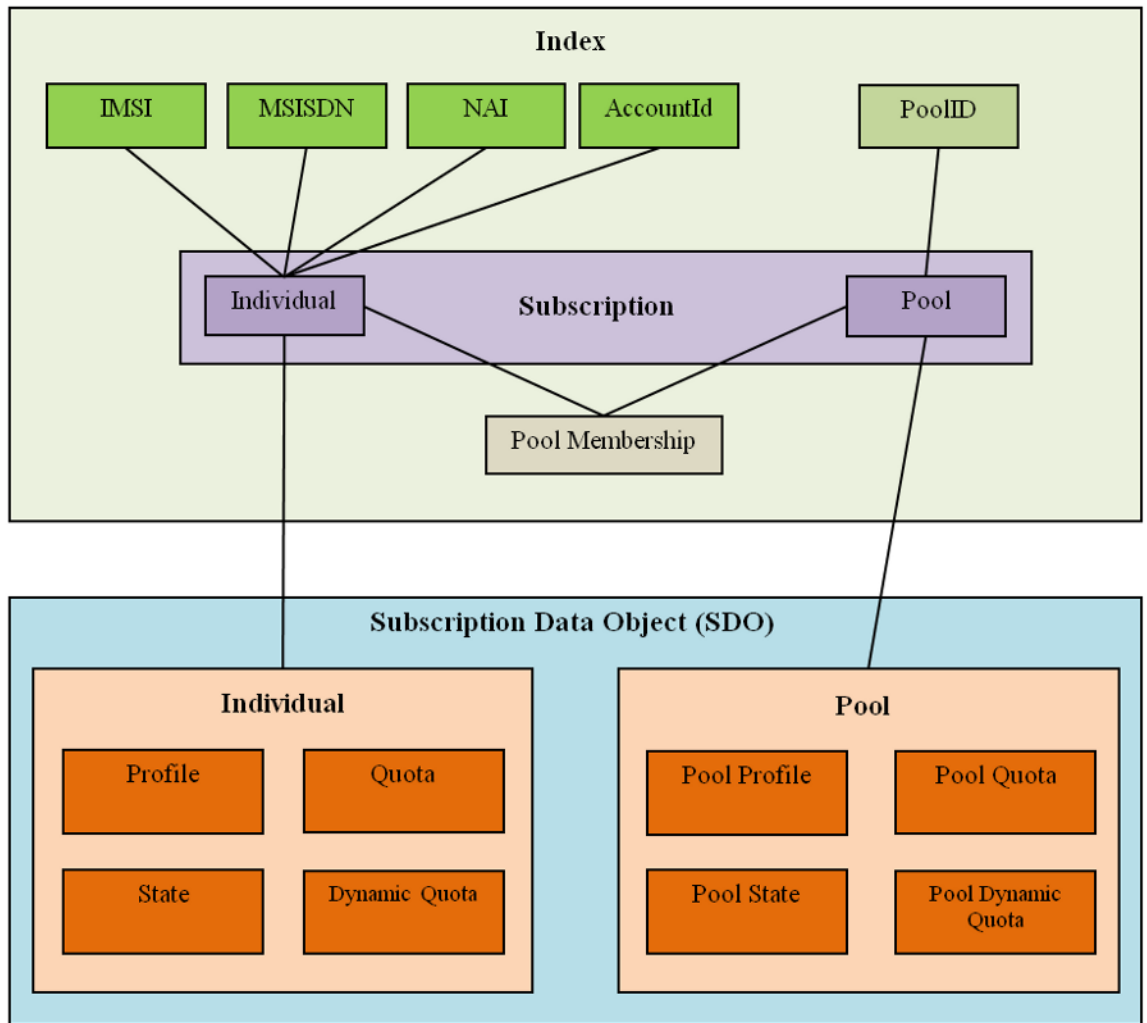 Index
IMSI
MSISDN
NAI
AccountId
PoolID
Individual
Subscription
Pool
Pool Membership
Subscription Data Object (SDO)
Individual
Profile
Quota
State
Dynamic Quota
Pool
Pool Profile
Pool Quota
Pool State
Pool Dynamic
Quota